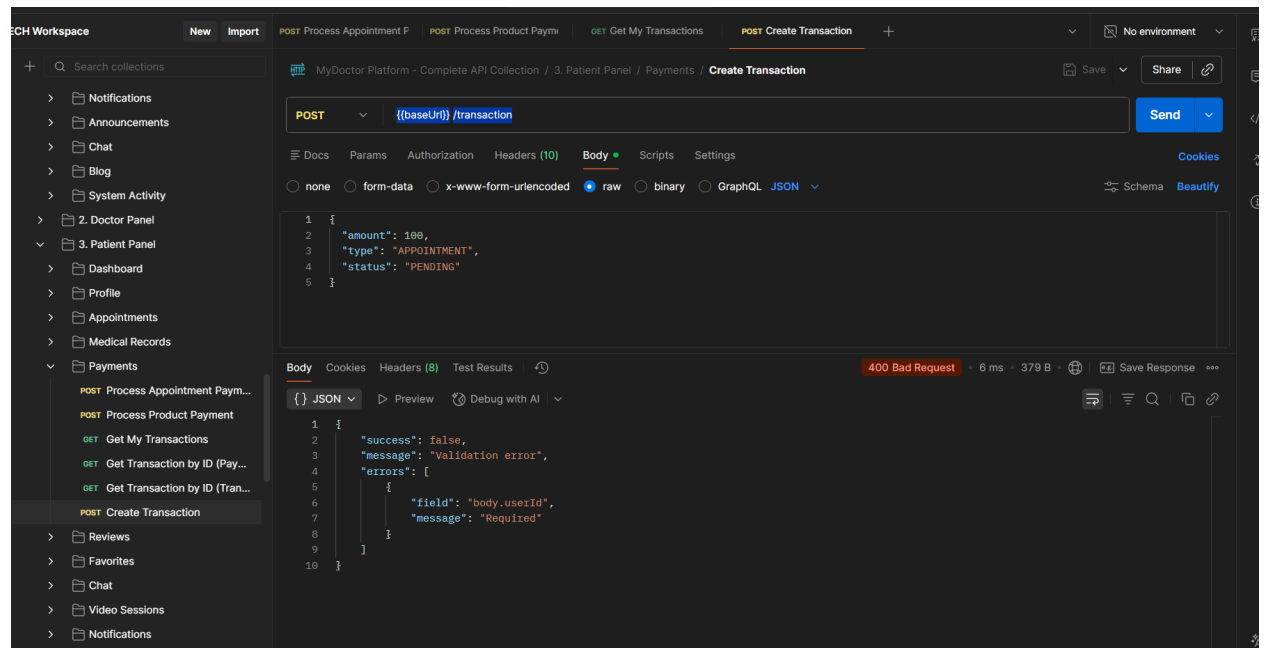 ECH Workspace New Import
POST Process Appointment P POST Process Product Payme GET Get My Transactions POST Create Transaction No environment
Search collections
MyDoctor Platform - Complete API Collection / 3. Patient Panel / Payments / Create Transaction Save Share
Notifications
Announcements
Chat
Blog
System Activity
2. Doctor Panel
3. Patient Panel
Dashboard
Profile
Appointments
Medical Records
Payments
POST Process Appointment Paym...
POST Process Product Payment
GET Get My Transactions
GET Get Transaction by ID (Pay...
GET Get Transaction by ID (Tran...
POST Create Transaction
Reviews
Favorites
Chat
Video Sessions
Notifications
HTTP
POST {{baseUrl}} /transaction Send
Docs Params Authorization Headers (10) Body Scripts Settings Cookies
none form-data x-www-form-urlencoded raw binary GraphQL JSON Schema Beautify
1 {
2 "amount": 100,
3 "type": "APPOINTMENT",
4 "status": "PENDING"
5 }
Body Cookies Headers (8) Test Results 400 Bad Request • 6 ms • 379 B Save Response
{} JSON Preview Debug with AI
1 {
2 "success": false,
3 "message": "Validation error",
4 "errors": [
5 {
6 "field": "body.userId",
7 "message": "Required"
8 }
9 ]
10 }